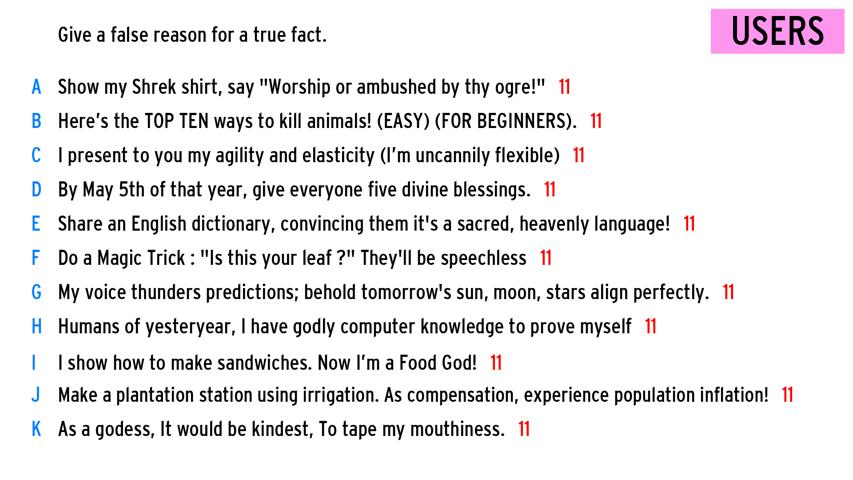 USERS
Give a false reason for a true fact.
A Show my Shrek shirt, say "Worship or ambushed by thy ogre!" 11
B Here's the TOP TEN ways to kill animals! (EASY) (FOR BEGINNERS). 11
C I present to you my agility and elasticity (I'm uncannily flexible) 11
D By May 5th of that year, give everyone five divine blessings. 11
E Share an English dictionary, convincing them it's a sacred, heavenly language! 11
F Do a Magic Trick : "Is this your leaf ?" They'll be speechless 11
G My voice thunders predictions; behold tomorrow's sun, moon, stars align perfectly. 11
H Humans of yesteryear, I have godly computer knowledge to prove myself 11
I I show how to make sandwiches. Now I'm a Food God! 11
J Make a plantation station using irrigation. As compensation, experience population inflation! 11
K As a godess, It would be kindest, To tape my mouthiness. 11